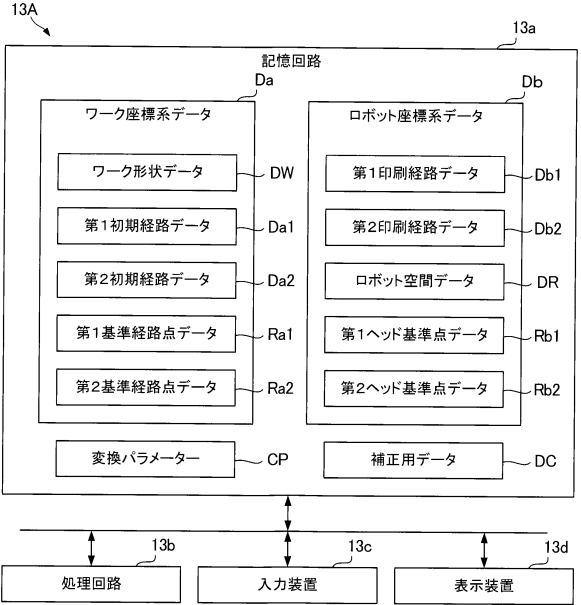 13A
13a
記憶回路
Da
ワーク座標系データ
ワーク形状データ
DW
第1初期経路データ
Da1
第2初期経路データ
Da2
第1基準経路点データ
Ra1
第2基準経路点データ
Ra2
Db
ロボット座標系データ
第1印刷経路データ
Db1
第2印刷経路データ
Db2
ロボット空間データ
DR
第1ヘッド基準点データ
Rb1
第2ヘッド基準点データ
Rb2
変換パラメーター
CP
補正用データ
DC
13b
処理回路
13c
入力装置
13d
表示装置